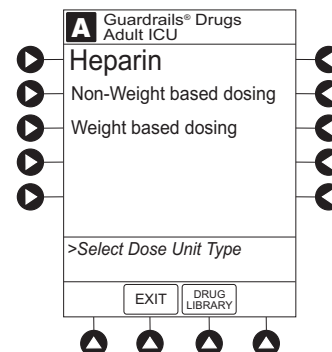 A Guardrails® Drugs
Adult ICU
Heparin
Non-Weight based dosing
Weight based dosing
>Select Dose Unit Type
EXIT DRUG
LIBRARY